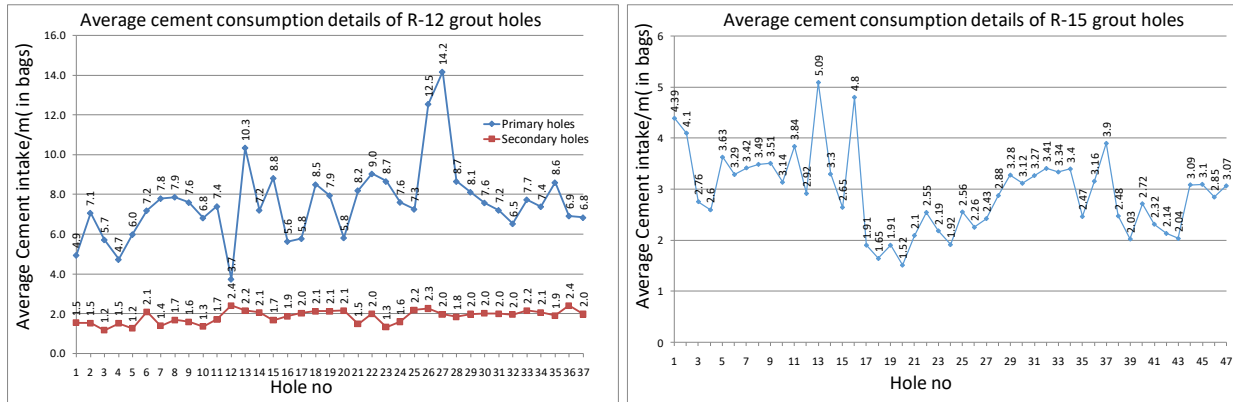 Average cement consumption details of R-12 grout holes
Average Cement intake/m( in bags)
16.0
14.0
12.0
10.0
8.0
6.0
4.0
2.0
0.0
4.9 7.1 5.7 4.7 6.0 7.2 7.8 7.9 7.6 6.8 7.4 3.7 10.3 7.2 8.8 5.6 5.8 8.5 7.9 5.8 8.2 9.0 8.7 7.6 7.3 12.5 14.2 8.7 8.1 7.6 7.2 6.5 7.7 7.4 8.6 6.9 6.8
Primary holes
Secondary holes
1.5 1.5 1.2 1.5 1.2 2.1 1.4 1.7 1.6 1.3 1.7 2.4 2.2 2.1 1.7 1.9 2.0 2.1 2.1 2.1 1.5 2.0 1.3 1.6 2.2 2.3 2.0 1.8 2.0 2.0 2.0 2.0 2.2 2.1 1.9 2.4 2.0
1 2 3 4 5 6 7 8 9 10 11 12 13 14 15 16 17 18 19 20 21 22 23 24 25 26 27 28 29 30 31 32 33 34 35 36 37
Hole no
Average cement consumption details of R-15 grout holes
Average Cement intake/m( in bags)
6
5
4
3
2
1
0
4.39 4.1 2.76 2.6 3.63 3.29 3.42 3.49 3.51 3.14 3.84 2.92 5.09 3.3 2.65 4.8 1.91 1.65 1.91 1.52 2.1 2.55 2.19 1.92 2.56 2.26 2.43 2.88 3.28 3.12 3.27 3.41 3.34 3.4 2.47 3.16 3.9 2.48 2.03 2.72 2.32 2.14 2.04 3.09 3.1 2.85 3.07
1 3 5 7 9 11 13 15 17 19 21 23 25 27 29 31 33 35 37 39 41 43 45 47
Hole no